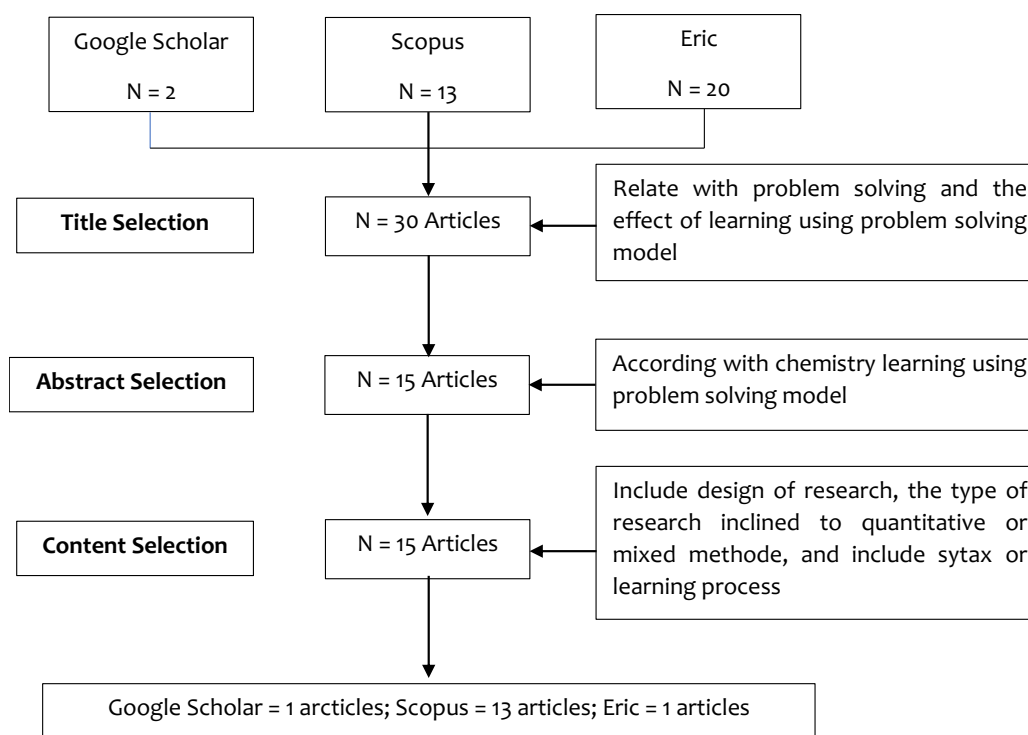 Google Scholar
N = 2
Scopus
N = 13
Eric
N = 20
Title Selection
N = 30 Articles
Relate with problem solving and the
effect of learning using problem solving
model
Abstract Selection
N = 15 Articles
According with chemistry learning using
problem solving model
Content Selection
N = 15 Articles
Include design of research, the type of
research inclined to quantitative or
mixed methode, and include sytax or
learning process
Google Scholar = 1 arcticles; Scopus = 13 articles; Eric = 1 articles